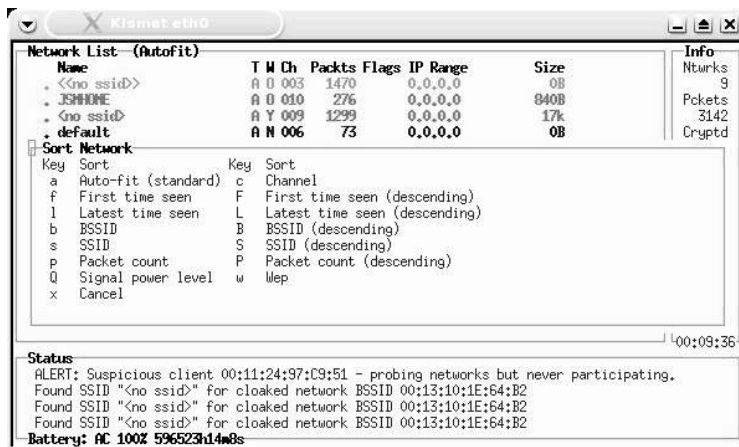 Kismet eth0
Network List—(Autofit)
Name T W Ch Packts Flags IP Range Size
. <<no ssid>> A O 003 1470 0.0.0.0 0B
. JSMHOME A O 010 276 0.0.0.0 840B
. <no ssid> A Y 009 1299 0.0.0.0 17k
. default A N 006 73 0.0.0.0 0B
Info
Ntwrks
9
Pckets
3142
Cryptd
Sort Network
Key Sort Key Sort
a Auto-fit (standard) c Channel
f First time seen F First time seen (descending)
l Latest time seen L Latest time seen (descending)
b BSSID B BSSID (descending)
s SSID S SSID (descending)
p Packet count P Packet count (descending)
Q Signal power level w Wep
x Cancel
00:09:36
Status
ALERT: Suspicious client 00:11:24:97:C9:51 - probing networks but never participating.
Found SSID "<no ssid>" for cloaked network BSSID 00:13:10:1E:64:B2
Found SSID "<no ssid>" for cloaked network BSSID 00:13:10:1E:64:B2
Found SSID "<no ssid>" for cloaked network BSSID 00:13:10:1E:64:B2
Battery: AC 100% 596523h14m8s